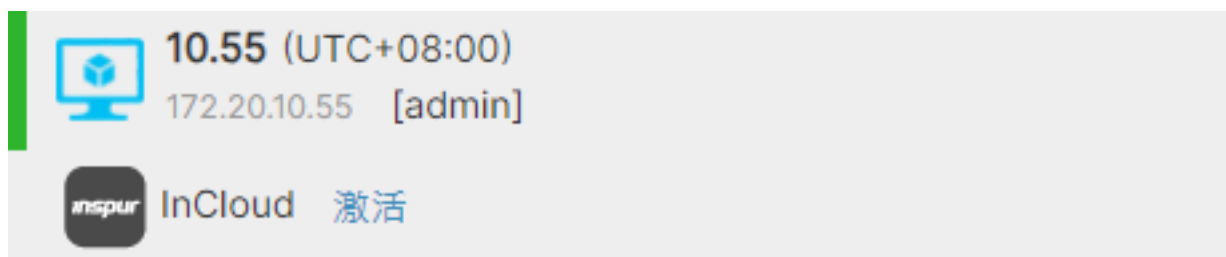 10.55 (UTC+08:00)
172.20.10.55 [admin]
inspur InCloud 激活